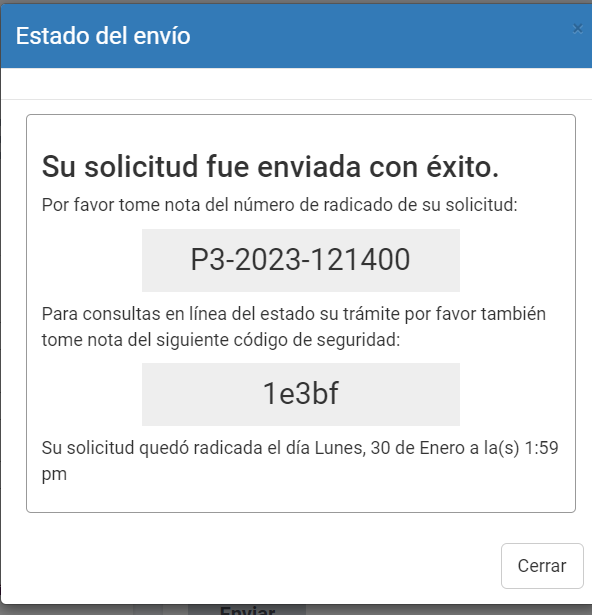 Estado del envío
×
Su solicitud fue enviada con éxito.
Por favor tome nota del número de radicado de su solicitud:
P3-2023-121400
Para consultas en línea del estado su trámite por favor también
tome nota del siguiente código de seguridad:
1e3bf
Su solicitud quedó radicada el día Lunes, 30 de Enero a la(s) 1:59
pm
Cerrar
Enviar